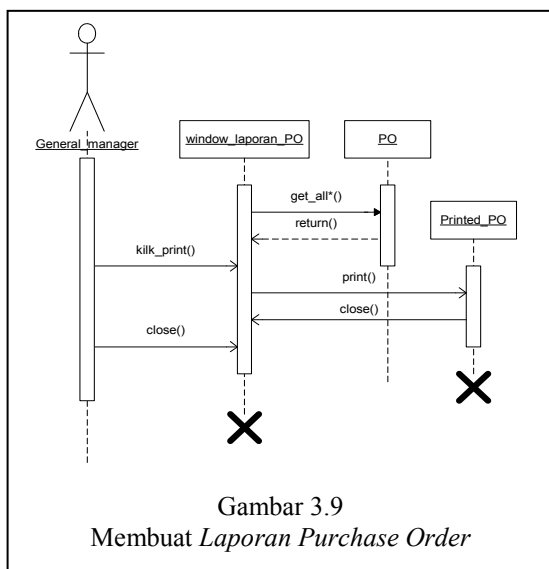 General_manager
window_laporan_PO
PO
get_all*()
return()
Printed_PO
kilk_print()
print()
close()
close()
Gambar 3.9
Membuat Laporan Purchase Order